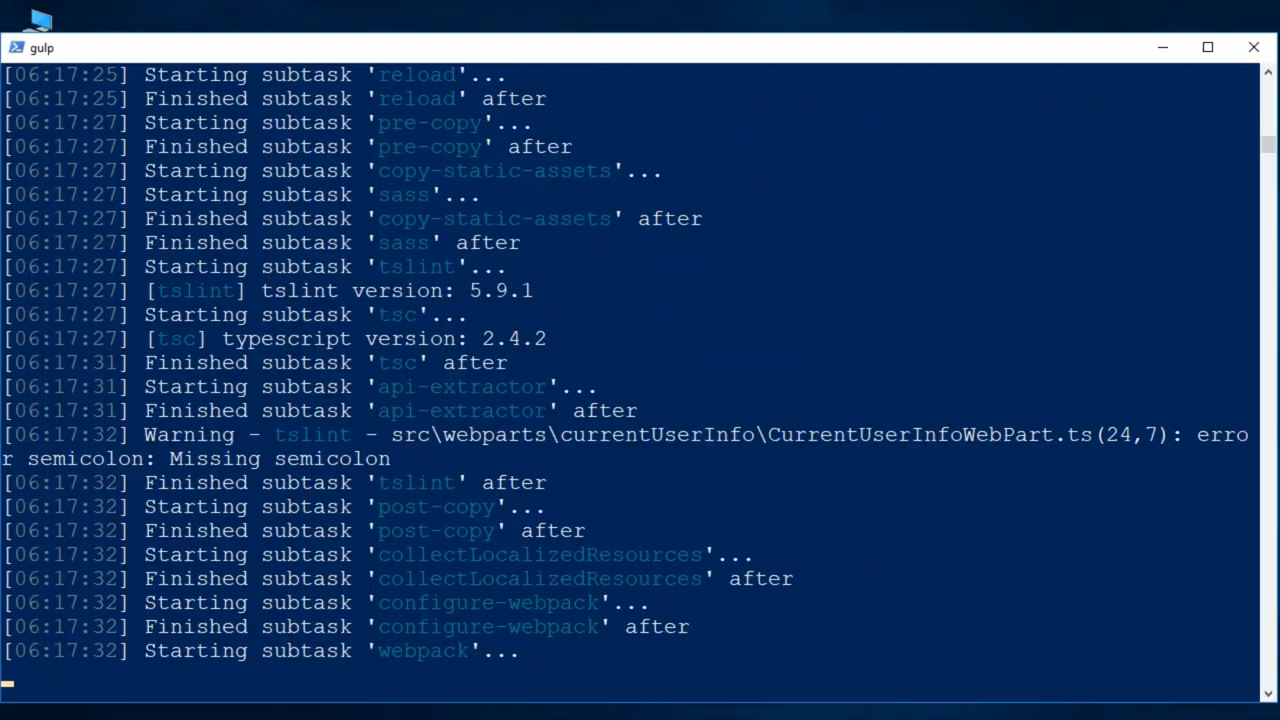 gulp
[06:17:25] Starting subtask 'reload'...
[06:17:25] Finished subtask 'reload' after
[06:17:27] Starting subtask 'pre-copy'...
[06:17:27] Finished subtask 'pre-copy' after
[06:17:27] Starting subtask 'copy-static-assets'...
[06:17:27] Starting subtask 'sass'...
[06:17:27] Finished subtask 'copy-static-assets' after
[06:17:27] Finished subtask 'sass' after
[06:17:27] Starting subtask 'tslint'...
[06:17:27] [tslint] tslint version: 5.9.1
[06:17:27] Starting subtask 'tsc'...
[06:17:27] [tsc] typescript version: 2.4.2
[06:17:31] Finished subtask 'tsc' after
[06:17:31] Starting subtask 'api-extractor'...
[06:17:31] Finished subtask 'api-extractor' after
[06:17:32] Warning - tslint - src\webparts\currentUserInfo\CurrentUserInfoWebPart.ts(24,7): erro
r semicolon: Missing semicolon
[06:17:32] Finished subtask 'tslint' after
[06:17:32] Starting subtask 'post-copy'...
[06:17:32] Finished subtask 'post-copy' after
[06:17:32] Starting subtask 'collectLocalizedResources'...
[06:17:32] Finished subtask 'collectLocalizedResources' after
[06:17:32] Starting subtask 'configure-webpack'...
[06:17:32] Finished subtask 'configure-webpack' after
[06:17:32] Starting subtask 'webpack'...